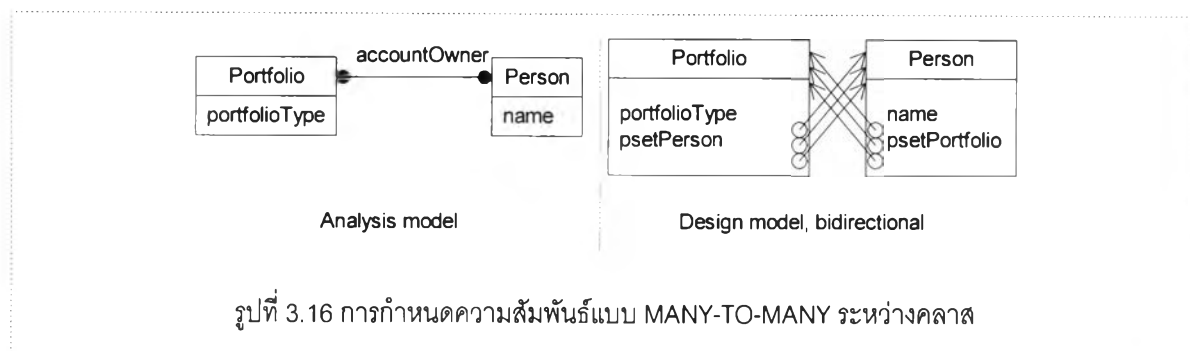 accountOwner
Portfolio
Person
portfolioType
name
Portfolio
Person
portfolioType
psetPerson
name
psetPortfolio
Analysis model
Design model, bidirectional
รูปที่ 3.16 การกำหนดความสัมพันธ์แบบ MANY-TO-MANY ระหว่างคลาส